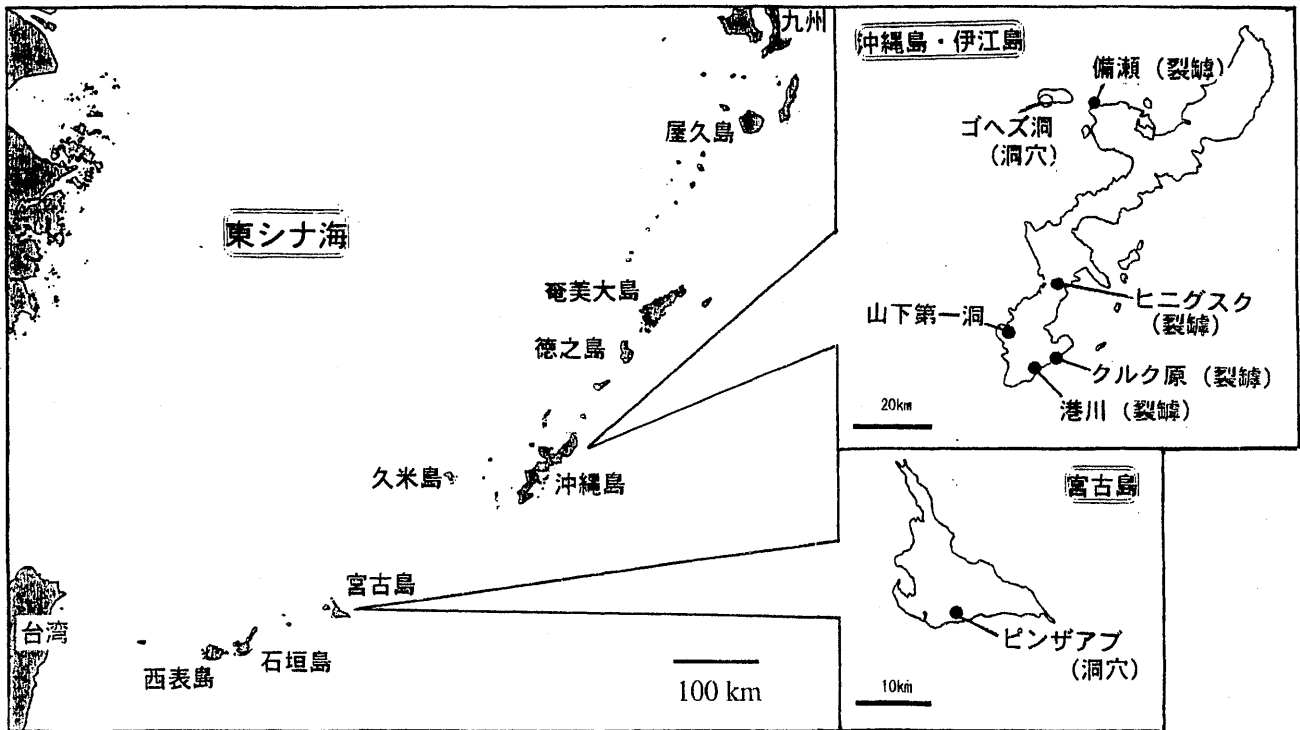 九州
屋久島
東シナ海
奄美大島
徳之島
久米島
沖縄島
宮古島
台湾
西表島
石垣島
100 km
沖縄島・伊江島
備瀬 (裂罅)
ゴヘズ洞
(洞穴)
ヒニグスク
(裂罅)
山下第一洞
クルク原 (裂罅)
港川 (裂罅)
20km
宮古島
ピンザアブ
(洞穴)
10km